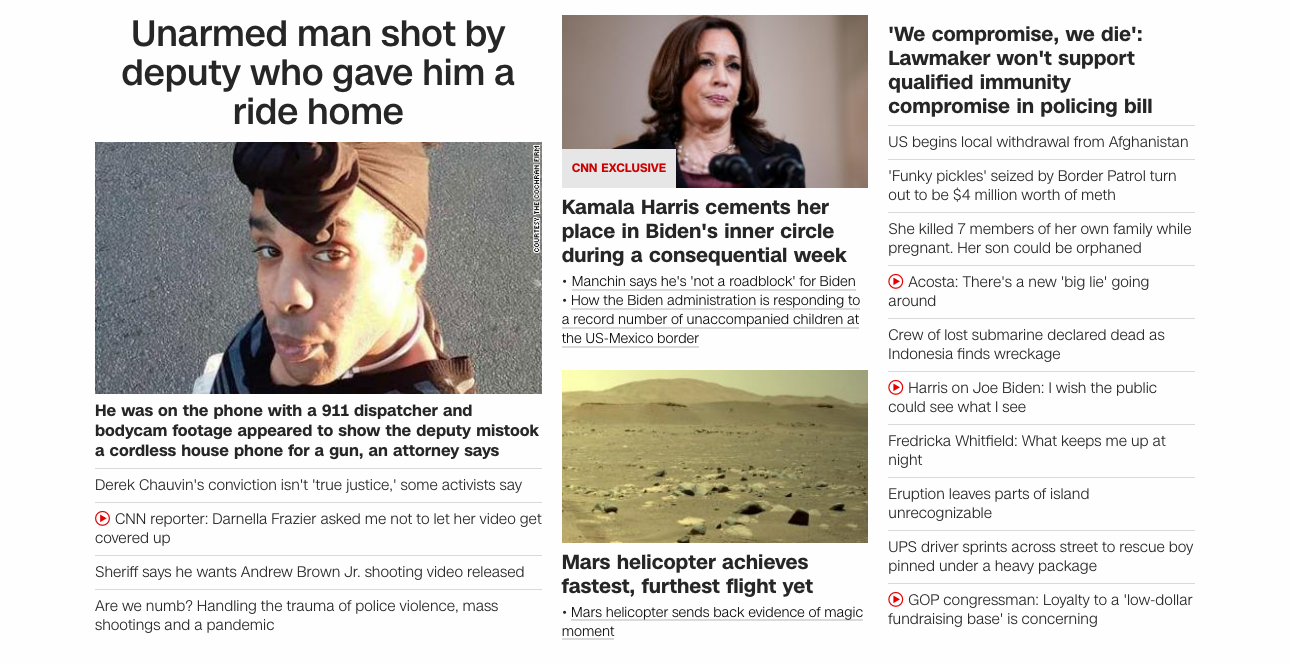 Unarmed man shot by
deputy who gave him a
ride home
COURTESY THE COCHRAN FIRM
He was on the phone with a 911 dispatcher and
bodycam footage appeared to show the deputy mistook
a cordless house phone for a gun, an attorney says
Derek Chauvin's conviction isn't 'true justice,' some activists say
CNN reporter: Darnella Frazier asked me not to let her video get
covered up
Sheriff says he wants Andrew Brown Jr. shooting video released
Are we numb? Handling the trauma of police violence, mass
shootings and a pandemic
CNN EXCLUSIVE
Kamala Harris cements her
place in Biden's inner circle
during a consequential week
• Manchin says he's 'not a roadblock' for Biden
• How the Biden administration is responding to
a record number of unaccompanied children at
the US-Mexico border
Mars helicopter achieves
fastest, furthest flight yet
• Mars helicopter sends back evidence of magic
moment
'We compromise, we die':
Lawmaker won't support
qualified immunity
compromise in policing bill
US begins local withdrawal from Afghanistan
'Funky pickles' seized by Border Patrol turn
out to be $4 million worth of meth
She killed 7 members of her own family while
pregnant. Her son could be orphaned
Acosta: There's a new 'big lie' going
around
Crew of lost submarine declared dead as
Indonesia finds wreckage
Harris on Joe Biden: I wish the public
could see what I see
Fredricka Whitfield: What keeps me up at
night
Eruption leaves parts of island
unrecognizable
UPS driver sprints across street to rescue boy
pinned under a heavy package
GOP congressman: Loyalty to a 'low-dollar
fundraising base' is concerning